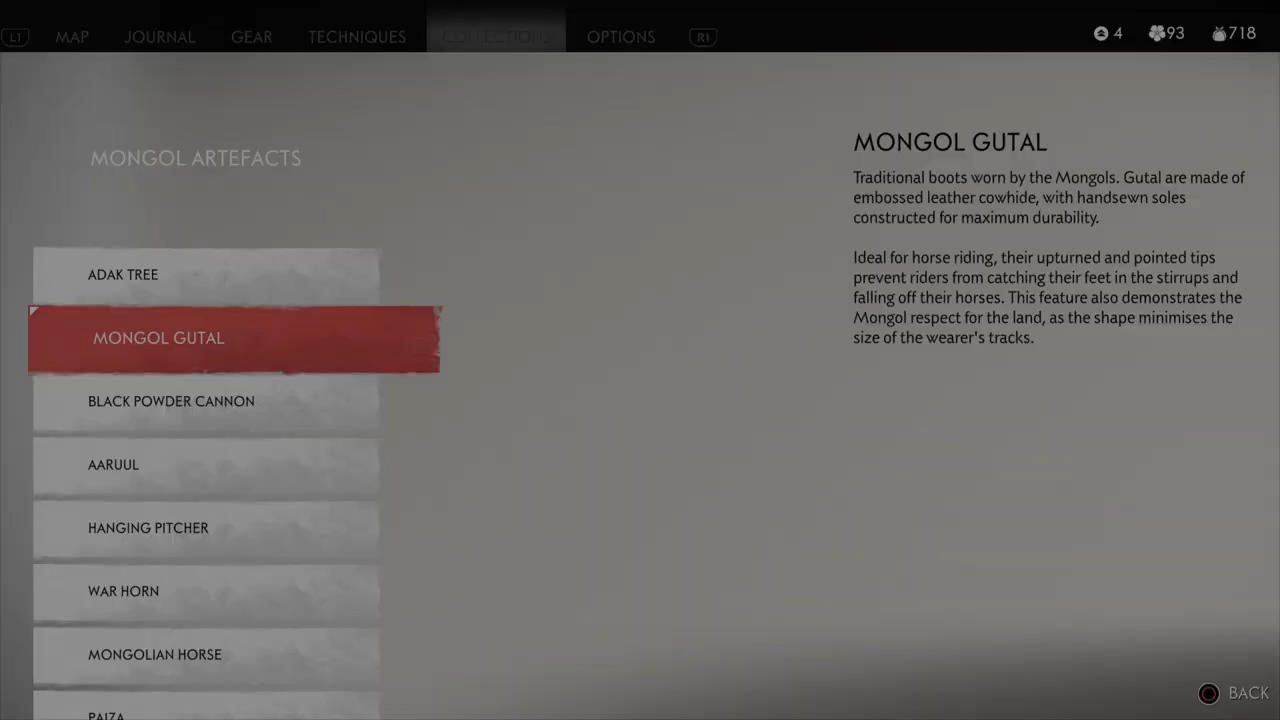 L1 MAP JOURNAL GEAR TECHNIQUES COLLECTIONS OPTIONS R1 4 93 718
MONGOL ARTEFACTS
ADAK TREE
MONGOL GUTAL
BLACK POWDER CANNON
AARUUL
HANGING PITCHER
WAR HORN
MONGOLIAN HORSE
PAIZA
MONGOL GUTAL
Traditional boots worn by the Mongols. Gutal are made of
embossed leather cowhide, with handsewn soles
constructed for maximum durability.
Ideal for horse riding, their upturned and pointed tips
prevent riders from catching their feet in the stirrups and
falling off their horses. This feature also demonstrates the
Mongol respect for the land, as the shape minimises the
size of the wearer's tracks.
BACK